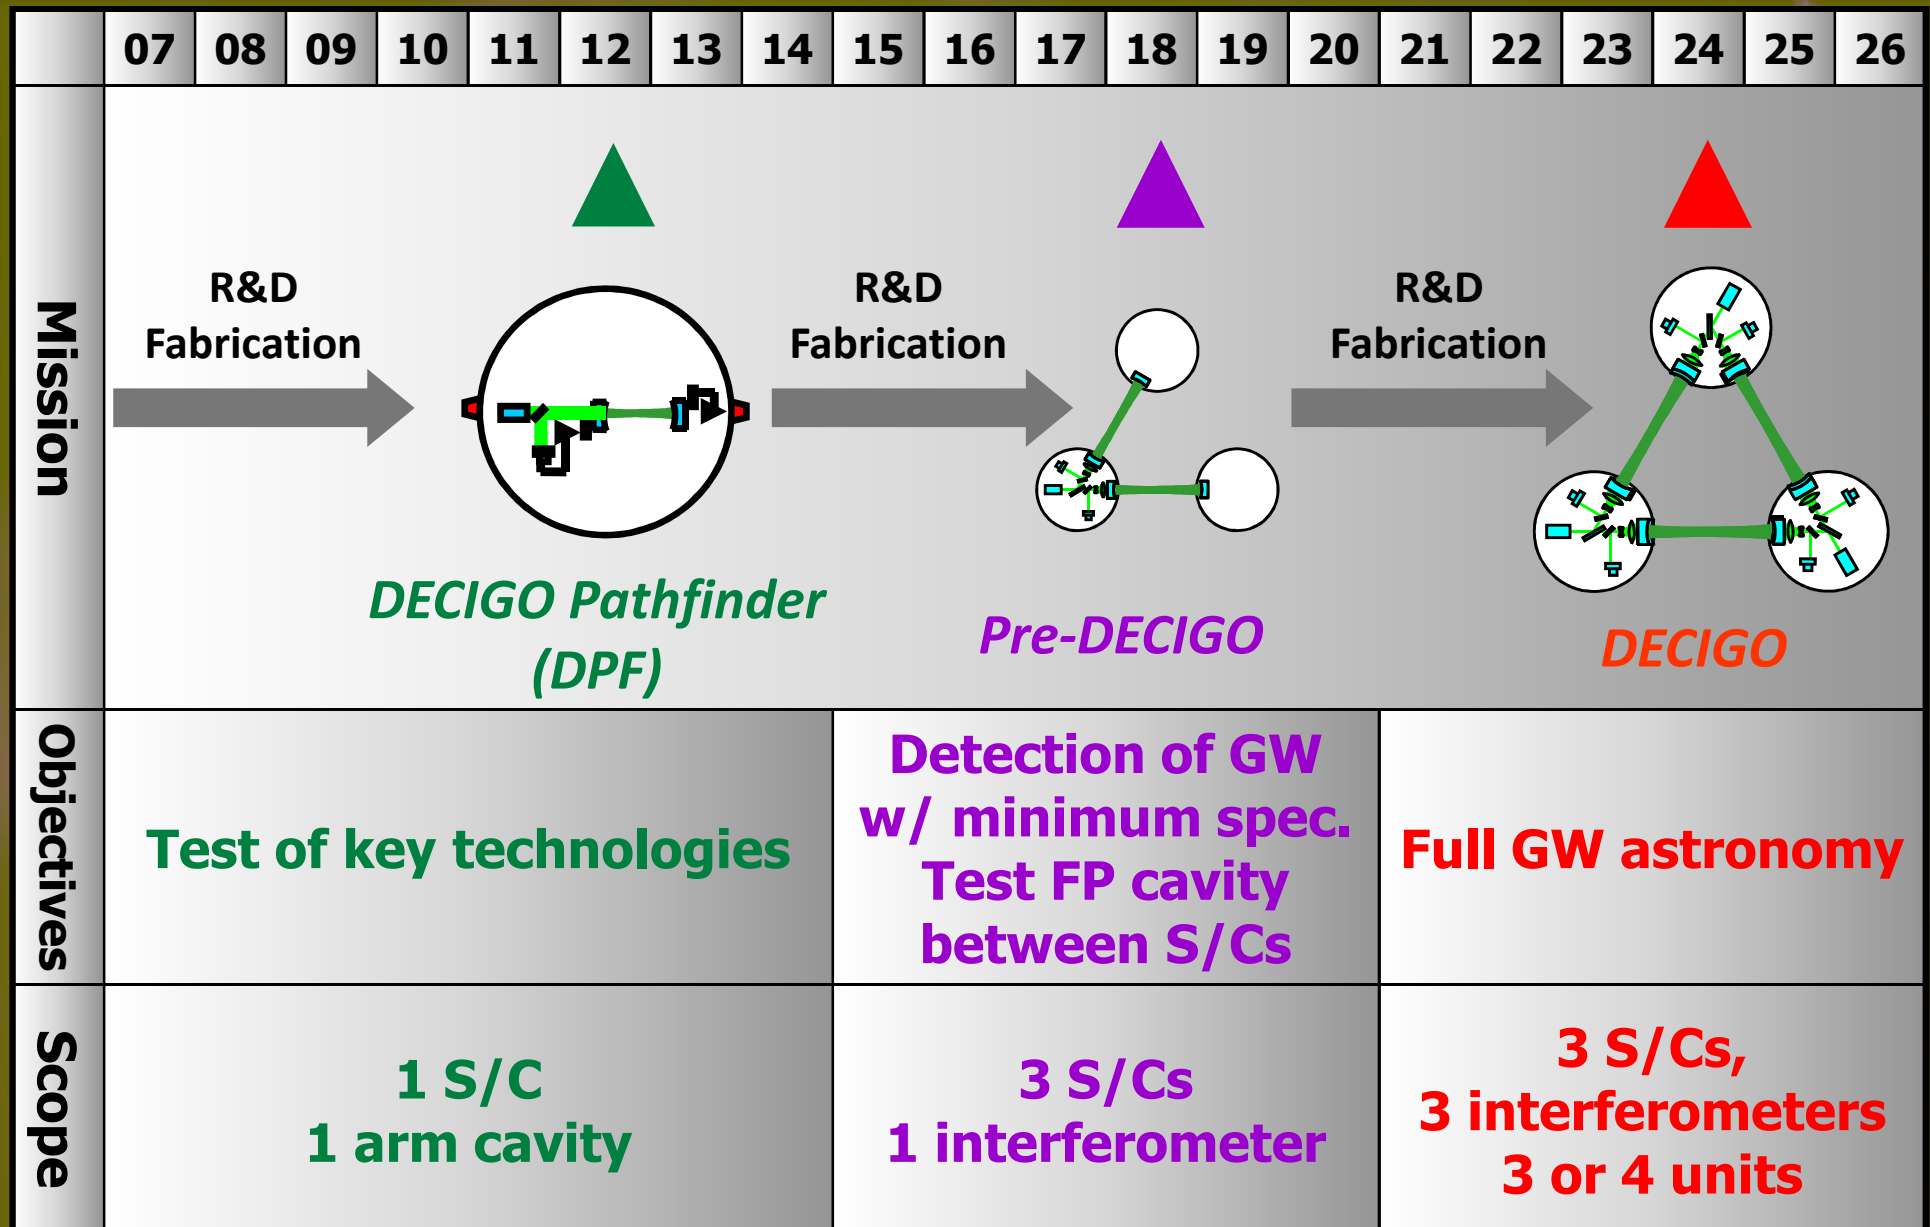 07 08 09 10 11 12 13 14 15 16 17 18 19 20 21 22 23 24 25 26
Mission
R&D
Fabrication
DECIGO Pathfinder
(DPF)
R&D
Fabrication
Pre-DECIGO
R&D
Fabrication
DECIGO
Objectives
Test of key technologies
Detection of GW
w/ minimum spec.
Test FP cavity
between S/Cs
Full GW astronomy
Scope
1 S/C
1 arm cavity
3 S/Cs
1 interferometer
3 S/Cs,
3 interferometers
3 or 4 units